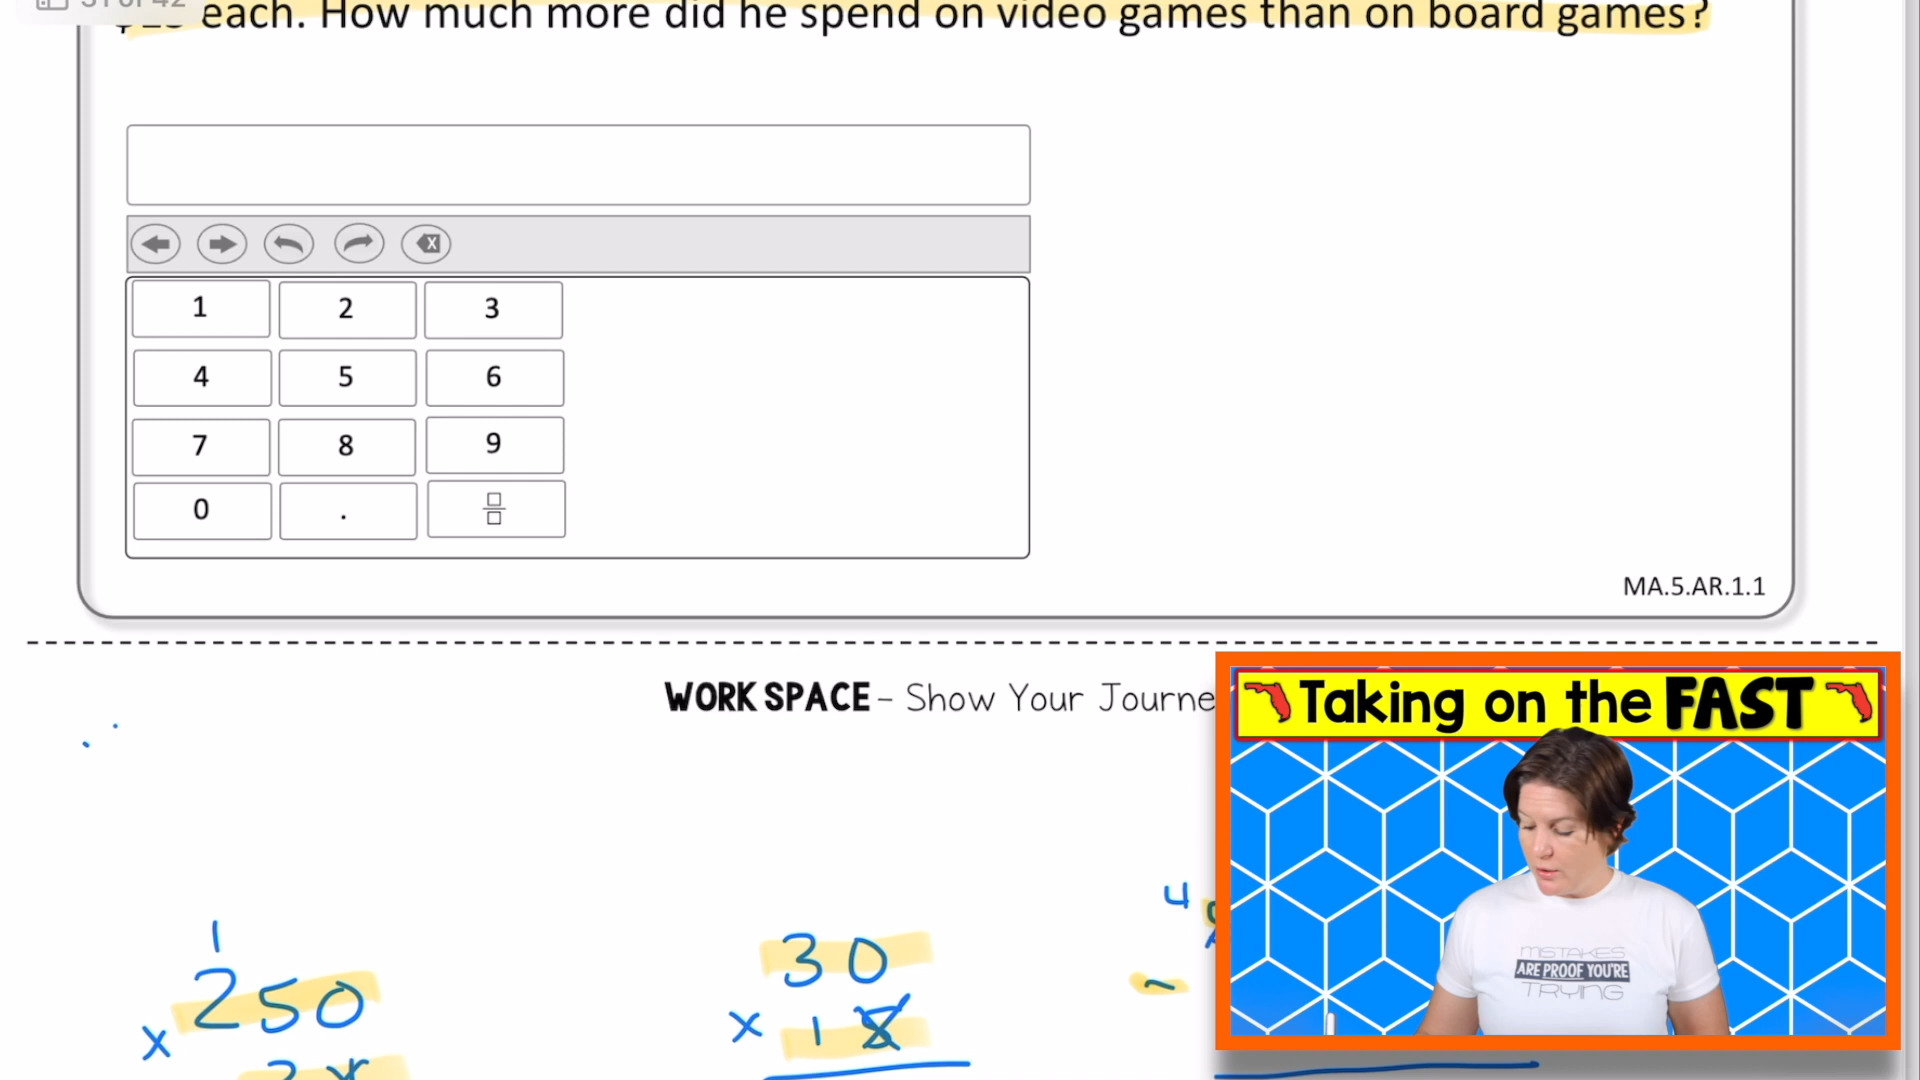 each. How much more did he spend on video games than on board games?
1 2 3
4 5 6
7 8 9
0 .
MA.5.AR.1.1
WORK SPACE - Show Your Journe
Taking on the FAST
MISTAKES
ARE PROOF YOU'RE
TRYING
4
1
250
x
30
x 18
-